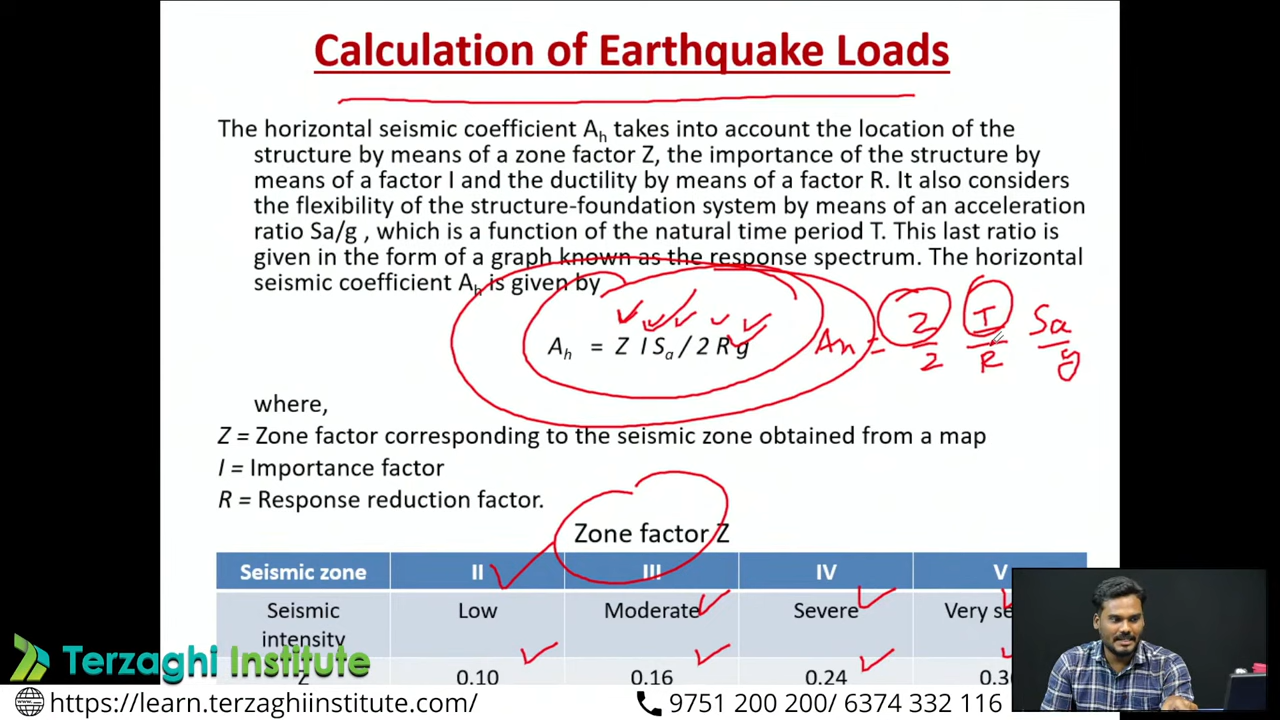 Calculation of Earthquake Loads
The horizontal seismic coefficient Ah takes into account the location of the
structure by means of a zone factor Z, the importance of the structure by
means of a factor I and the ductility by means of a factor R. It also considers
the flexibility of the structure-foundation system by means of an acceleration
ratio Sa/g , which is a function of the natural time period T. This last ratio is
given in the form of a graph known as the response spectrum. The horizontal
seismic coefficient Ah is given by
Ah = Z I Sa / 2 R g
Ah = Z/2 I/R Sa/g
where,
Z = Zone factor corresponding to the seismic zone obtained from a map
I = Importance factor
R = Response reduction factor.
Zone factor Z
Seismic zone II III IV V
Seismic Low Moderate Severe Very
intensity
Z 0.10 0.16 0.24
Terzaghi Institute
https://learn.terzaghiinstitute.com/ 9751 200 200/ 6374 332 116